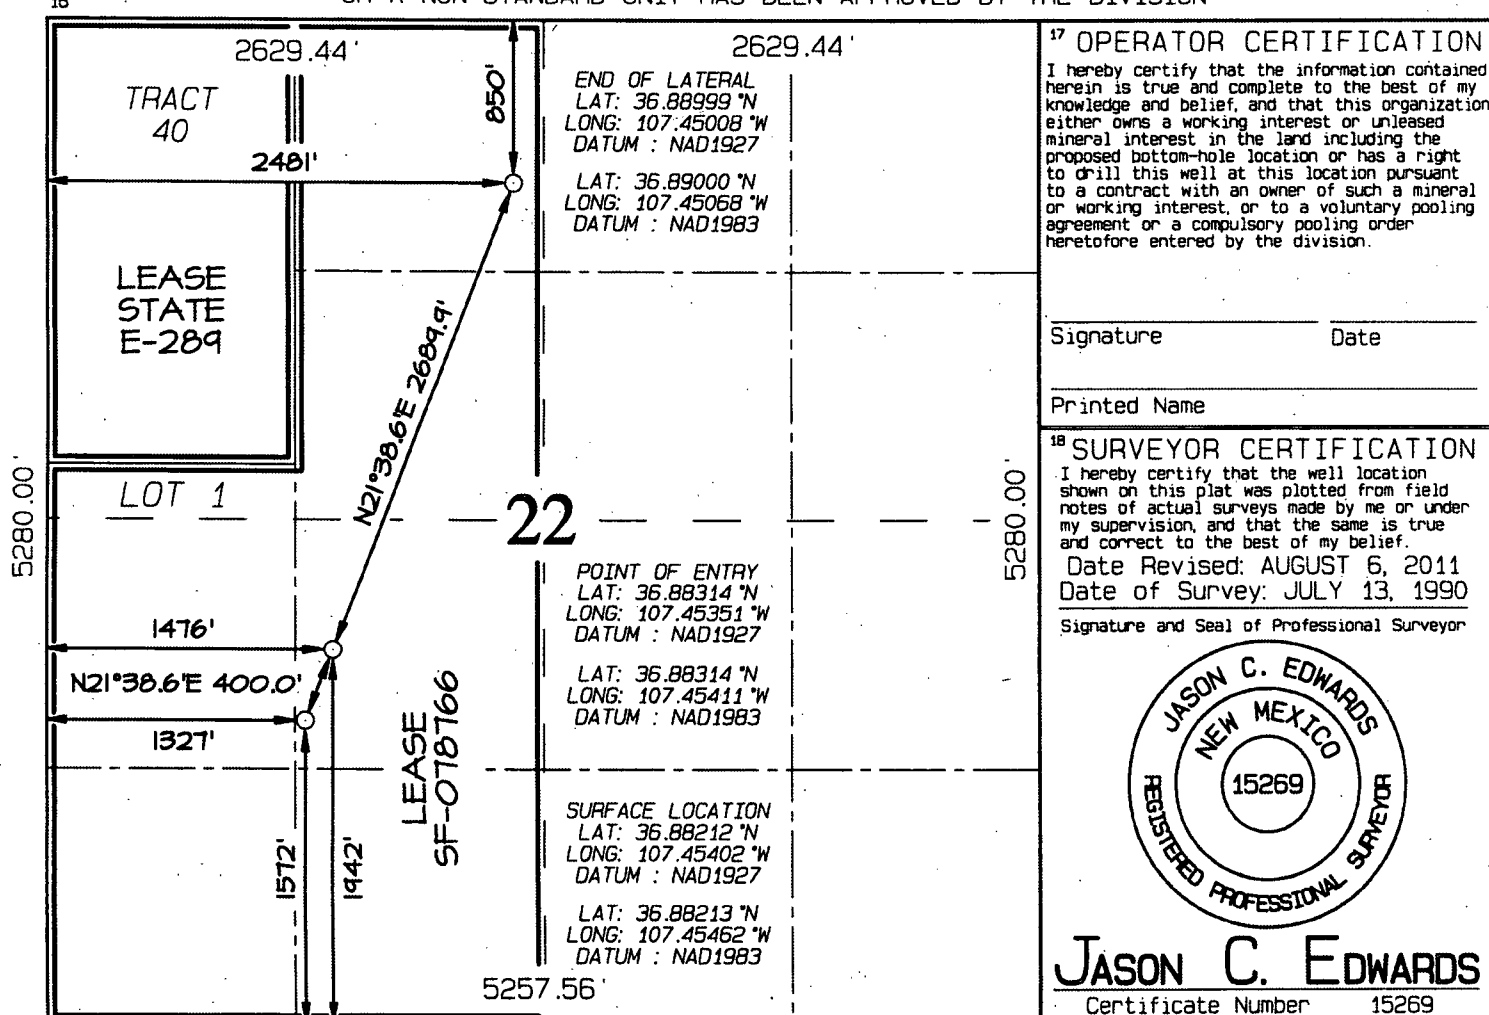 16
OR A NON-STANDARD UNIT HAS BEEN APPROVED BY THE DIVISION
2629.44'
2629.44'
TRACT
40
850'
2481'
LEASE
STATE
E-289
END OF LATERAL
LAT: 36.88999 °N
LONG: 107.45008 °W
DATUM : NAD1927
LAT: 36.89000 °N
LONG: 107.45068 °W
DATUM : NAD1983
N21°38.6'E 2689.9'
5280.00'
LOT 1
22
5280.00'
POINT OF ENTRY
LAT: 36.88314 °N
LONG: 107.45351 °W
DATUM : NAD1927
LAT: 36.88314 °N
LONG: 107.45411 °W
DATUM : NAD1983
1476'
N21°38.6'E 400.0'
1327'
LEASE
SF-078766
1572'
1942'
SURFACE LOCATION
LAT: 36.88212 °N
LONG: 107.45402 °W
DATUM : NAD1927
LAT: 36.88213 °N
LONG: 107.45462 °W
DATUM : NAD1983
5257.56'
17 OPERATOR CERTIFICATION
I hereby certify that the information contained
herein is true and complete to the best of my
knowledge and belief, and that this organization
either owns a working interest or unleased
mineral interest in the land including the
proposed bottom-hole location or has a right
to drill this well at this location pursuant
to a contract with an owner of such a mineral
or working interest, or to a voluntary pooling
agreement or a compulsory pooling order
heretofore entered by the division.
Signature Date
Printed Name
18 SURVEYOR CERTIFICATION
I hereby certify that the well location
shown on this plat was plotted from field
notes of actual surveys made by me or under
my supervision, and that the same is true
and correct to the best of my belief.
Date Revised: AUGUST 6, 2011
Date of Survey: JULY 13, 1990
Signature and Seal of Professional Surveyor
JASON C. EDWARDS
NEW MEXICO
15269
REGISTERED PROFESSIONAL SURVEYOR
JASON C. EDWARDS
Certificate Number 15269